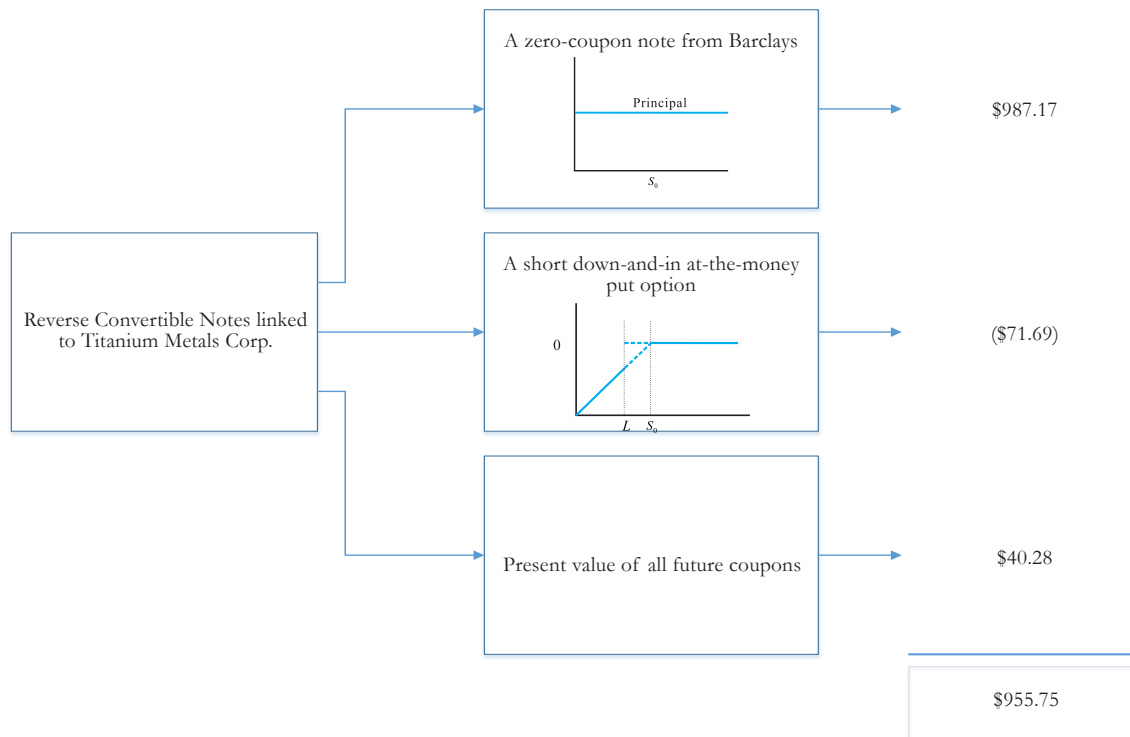 A zero-coupon note from Barclays
Principal
S₀
$987.17
Reverse Convertible Notes linked
to Titanium Metals Corp.
A short down-and-in at-the-money
put option
0
L S₀
($71.69)
Present value of all future coupons
$40.28
$955.75